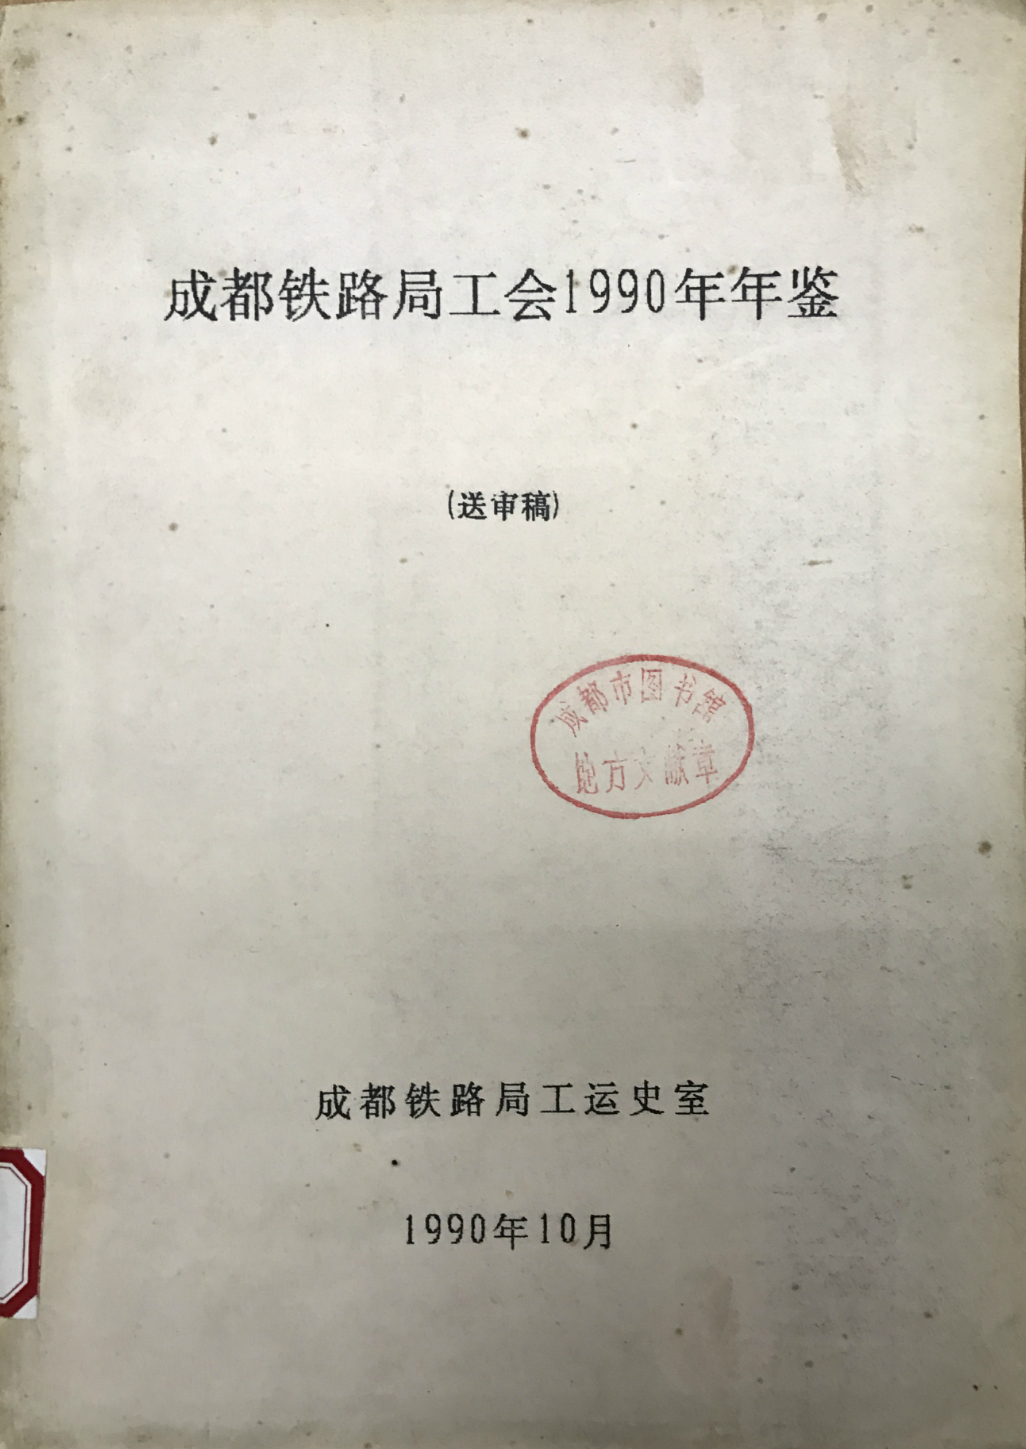 成都铁路局工会1990年年鉴
(送审稿)
成都市图书馆
地方文献章
成都铁路局工运史室
1990年10月